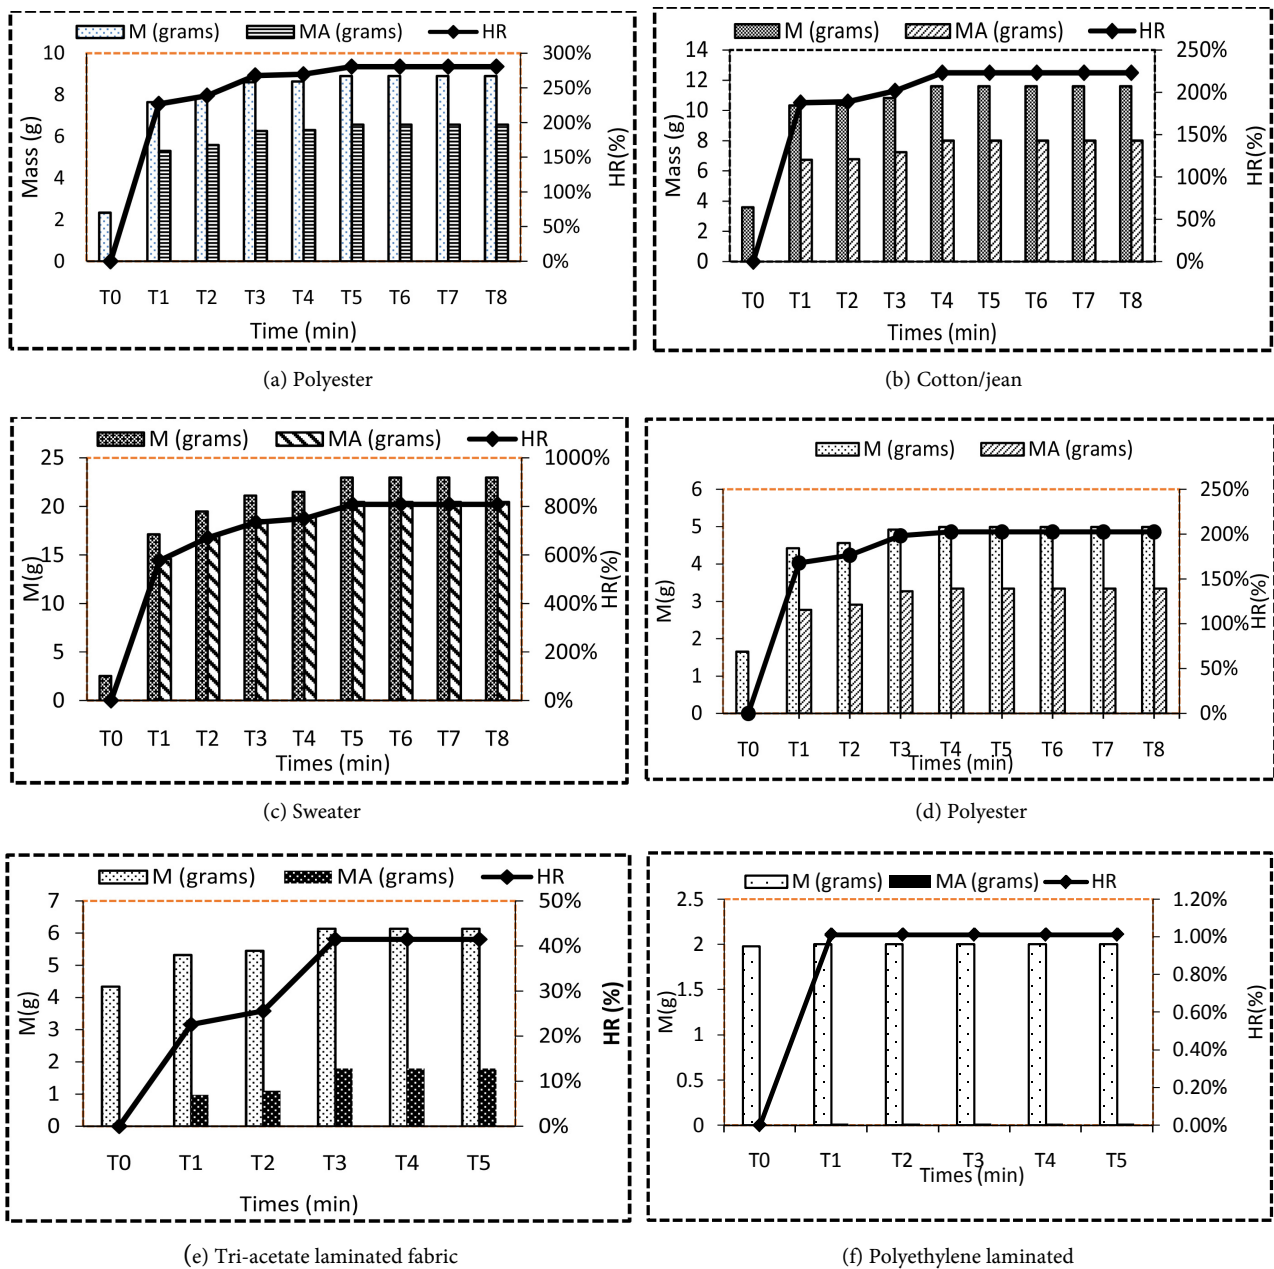 M (grams) MA (grams) HR
10 300%
8 250%
6 200%
4 150%
2 100%
0 50%
0%
Mass (g)
HR(%)
T0 T1 T2 T3 T4 T5 T6 T7 T8
Time (min)
(a) Polyester
M (grams) MA (grams) HR
14 250%
12 200%
10 150%
8 100%
6 50%
4 0%
2
0
Mass (g)
HR(%)
T0 T1 T2 T3 T4 T5 T6 T7 T8
Times (min)
(b) Cotton/jean
M (grams) MA (grams) HR
25 1000%
20 800%
15 600%
10 400%
5 200%
0 0%
M(g)
HR(%)
T0 T1 T2 T3 T4 T5 T6 T7 T8
Times (min)
(c) Sweater
M (grams) MA (grams)
6 250%
5 200%
4 150%
3 100%
2 50%
1 0%
0
M(g)
HR(%)
T0 T1 T2 T3 T4 T5 T6 T7 T8
Times (min)
(d) Polyester
M (grams) MA (grams) HR
7 50%
6 40%
5 30%
4 20%
3 10%
2 0%
1
0
M(g)
HR (%)
T0 T1 T2 T3 T4 T5
Times (min)
(e) Tri-acetate laminated fabric
M (grams) MA (grams) HR
2.5 1.20%
2 1.00%
1.5 0.80%
1 0.60%
0.5 0.40%
0 0.20%
0.00%
M(g)
HR(%)
T0 T1 T2 T3 T4 T5
Times (min)
(f) Polyethylene laminated